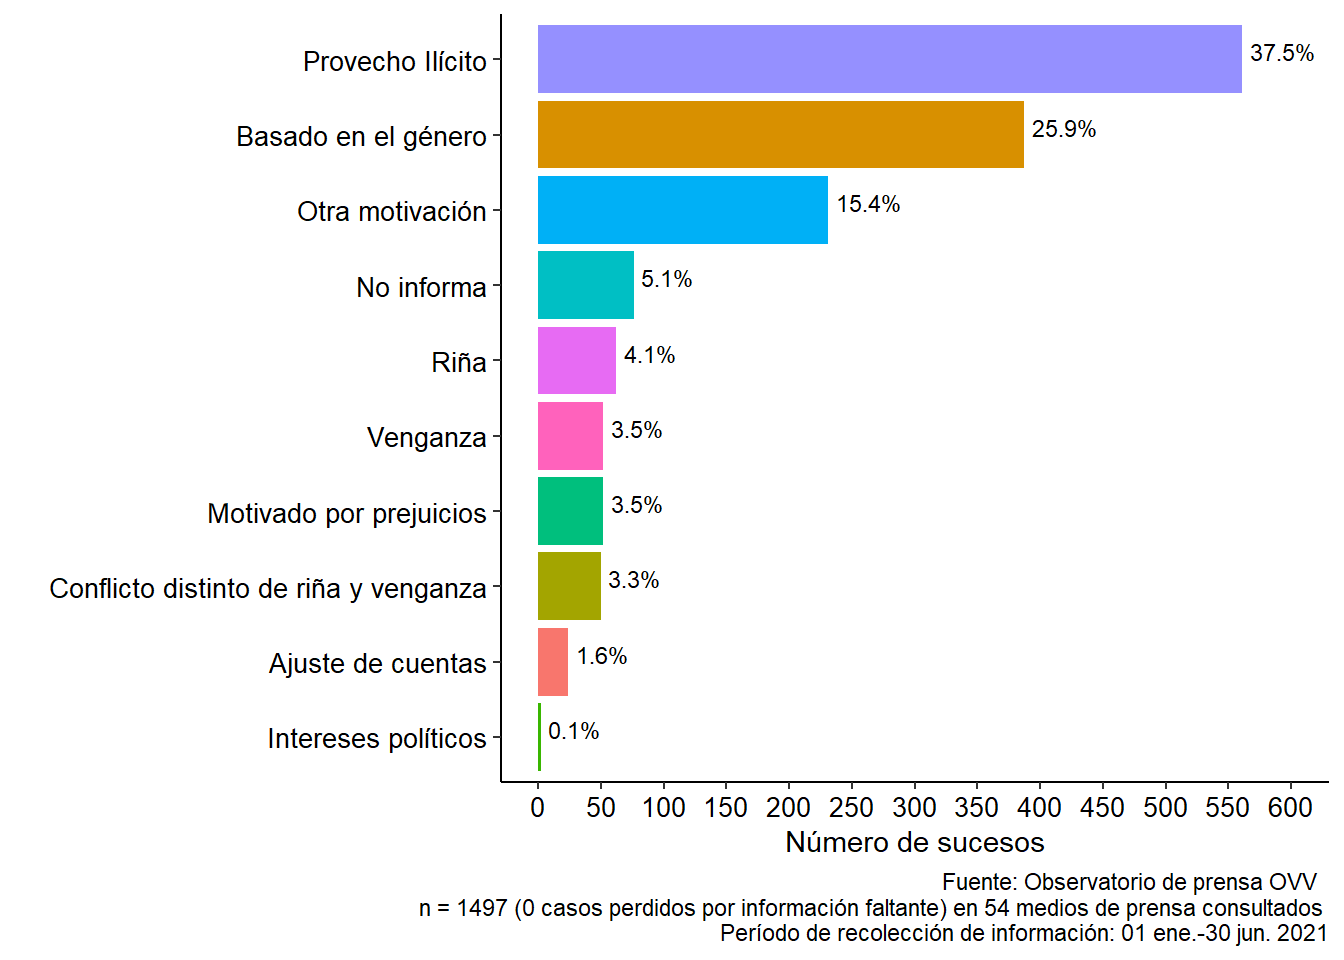 Provecho Ilícito
37.5%
Basado en el género
25.9%
Otra motivación
15.4%
No informa
5.1%
Riña
4.1%
Venganza
3.5%
Motivado por prejuicios
3.5%
Conflicto distinto de riña y venganza
3.3%
Ajuste de cuentas
1.6%
Intereses políticos
0.1%
0 50 100 150 200 250 300 350 400 450 500 550 600
Número de sucesos
Fuente: Observatorio de prensa OVV
n = 1497 (0 casos perdidos por información faltante) en 54 medios de prensa consultados
Período de recolección de información: 01 ene.-30 jun. 2021